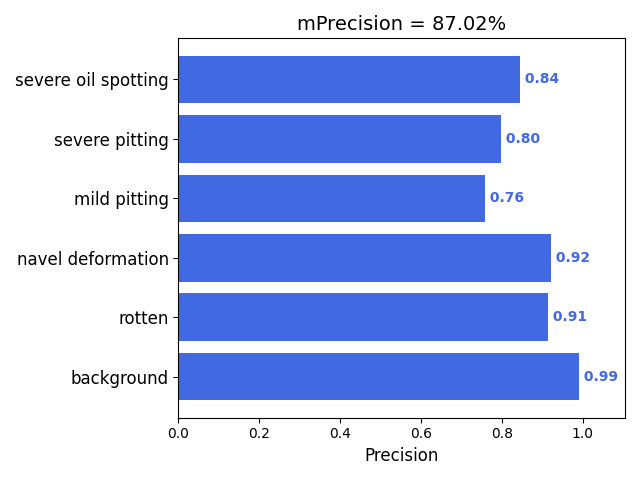 mPrecision = 87.02%
severe oil spotting 0.84
severe pitting 0.80
mild pitting 0.76
navel deformation 0.92
rotten 0.91
background 0.99
0.0 0.2 0.4 0.6 0.8 1.0
Precision